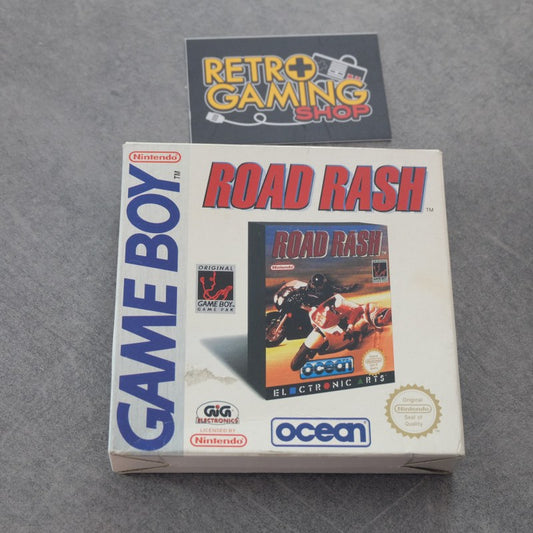 RETRO
GAMING
SHOP
Nintendo
GAME BOY TM
ROAD RASH TM
ROAD RASH
Nintendo
ORIGINAL
GAME BOY
GAME PAK
ocean
ELECTRONIC ARTS
GIG
ELECTRONICS
LICENSED BY
Nintendo
ocean
Original
Nintendo
Seal of
Quality